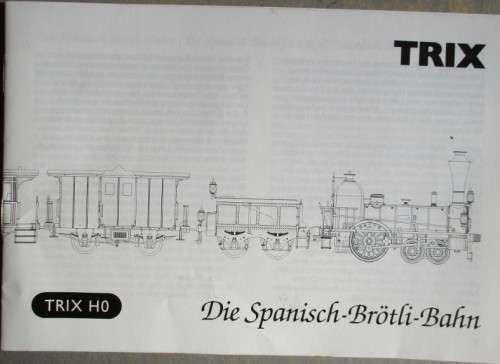 TRIX
TRIX H0
Die Spanisch-Brötli-Bahn